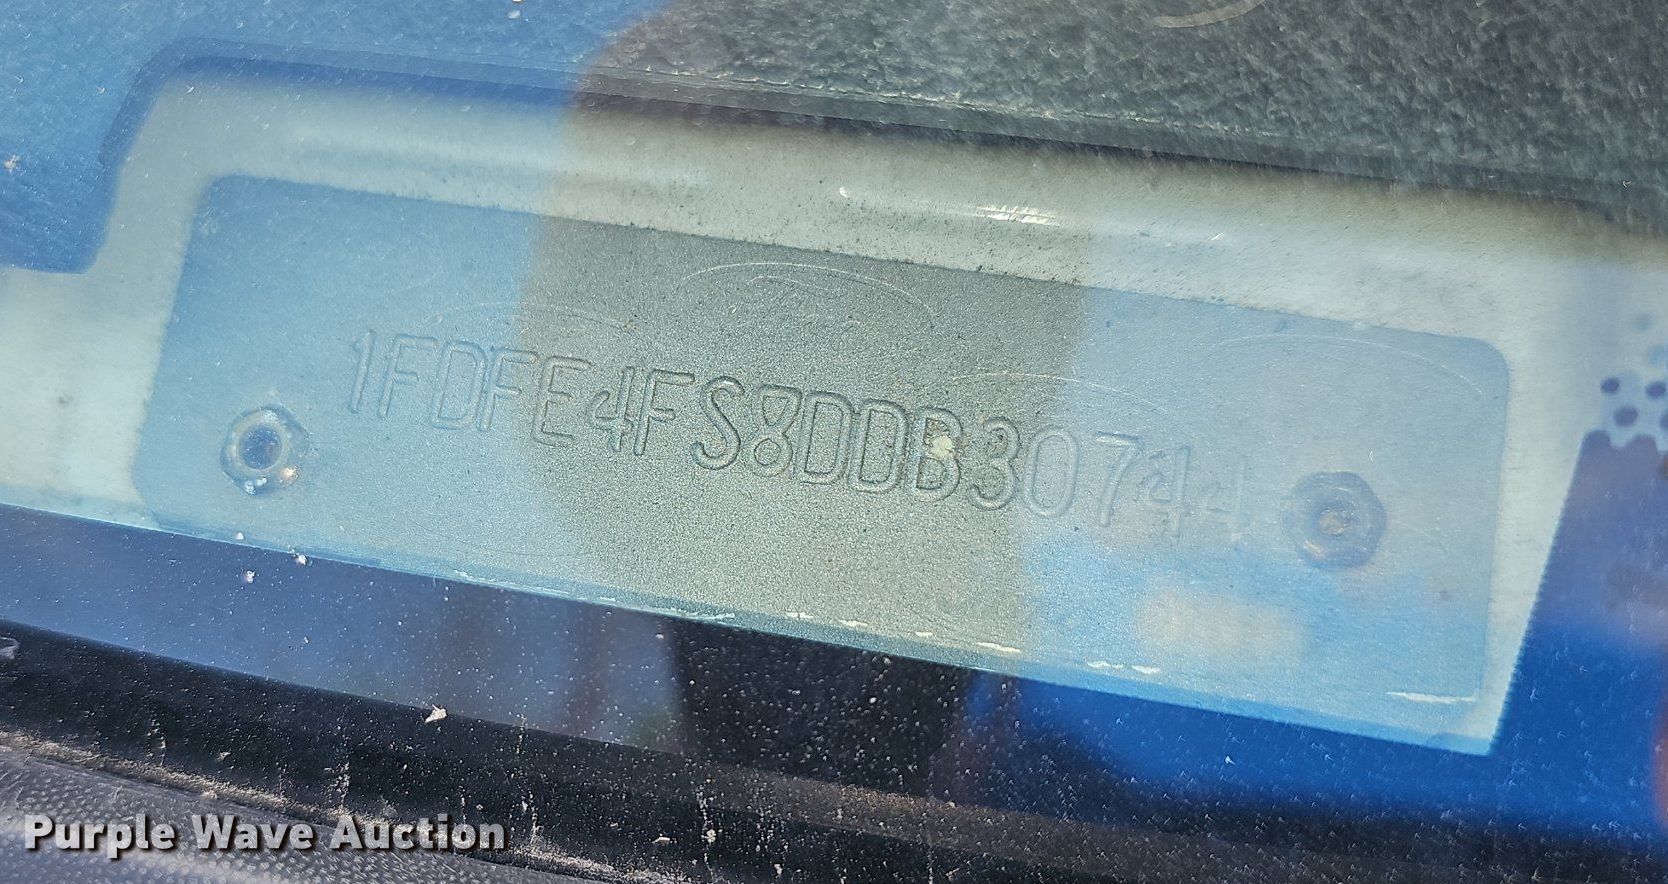 1FDFE4FS8DDB30744
Purple Wave Auction